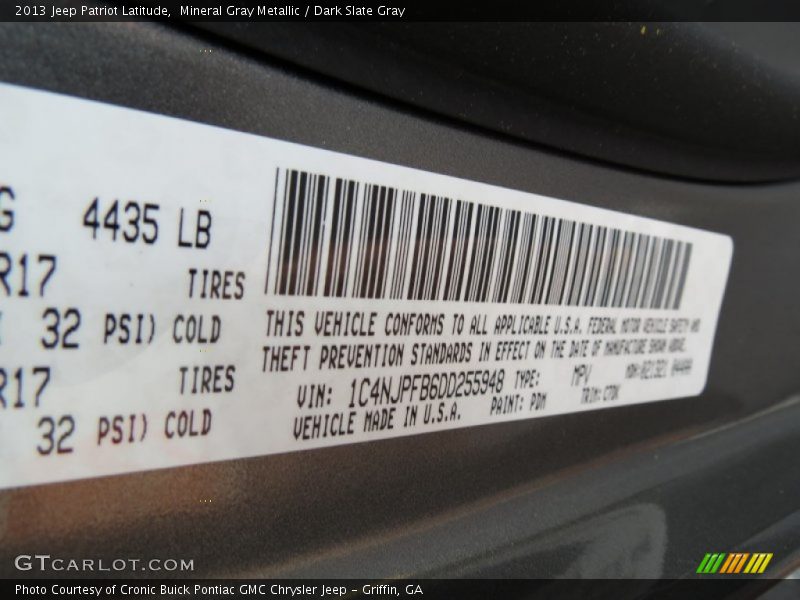 2013 Jeep Patriot Latitude, Mineral Gray Metallic / Dark Slate Gray
G 4435 LB
R17 TIRES
32 PSI) COLD
R17 TIRES
32 PSI) COLD
THIS VEHICLE CONFORMS TO ALL APPLICABLE U.S.A. FEDERAL MOTOR VEHICLE SAFETY AND
THEFT PREVENTION STANDARDS IN EFFECT ON THE DATE OF MANUFACTURE SHOWN ABOVE.
VIN: 1C4NJPFB6DD255948 TYPE: MPV MDH:
VEHICLE MADE IN U.S.A. PAINT: PDM TRIM:
GTCARLOT.COM
Photo Courtesy of Cronic Buick Pontiac GMC Chrysler Jeep – Griffin, GA